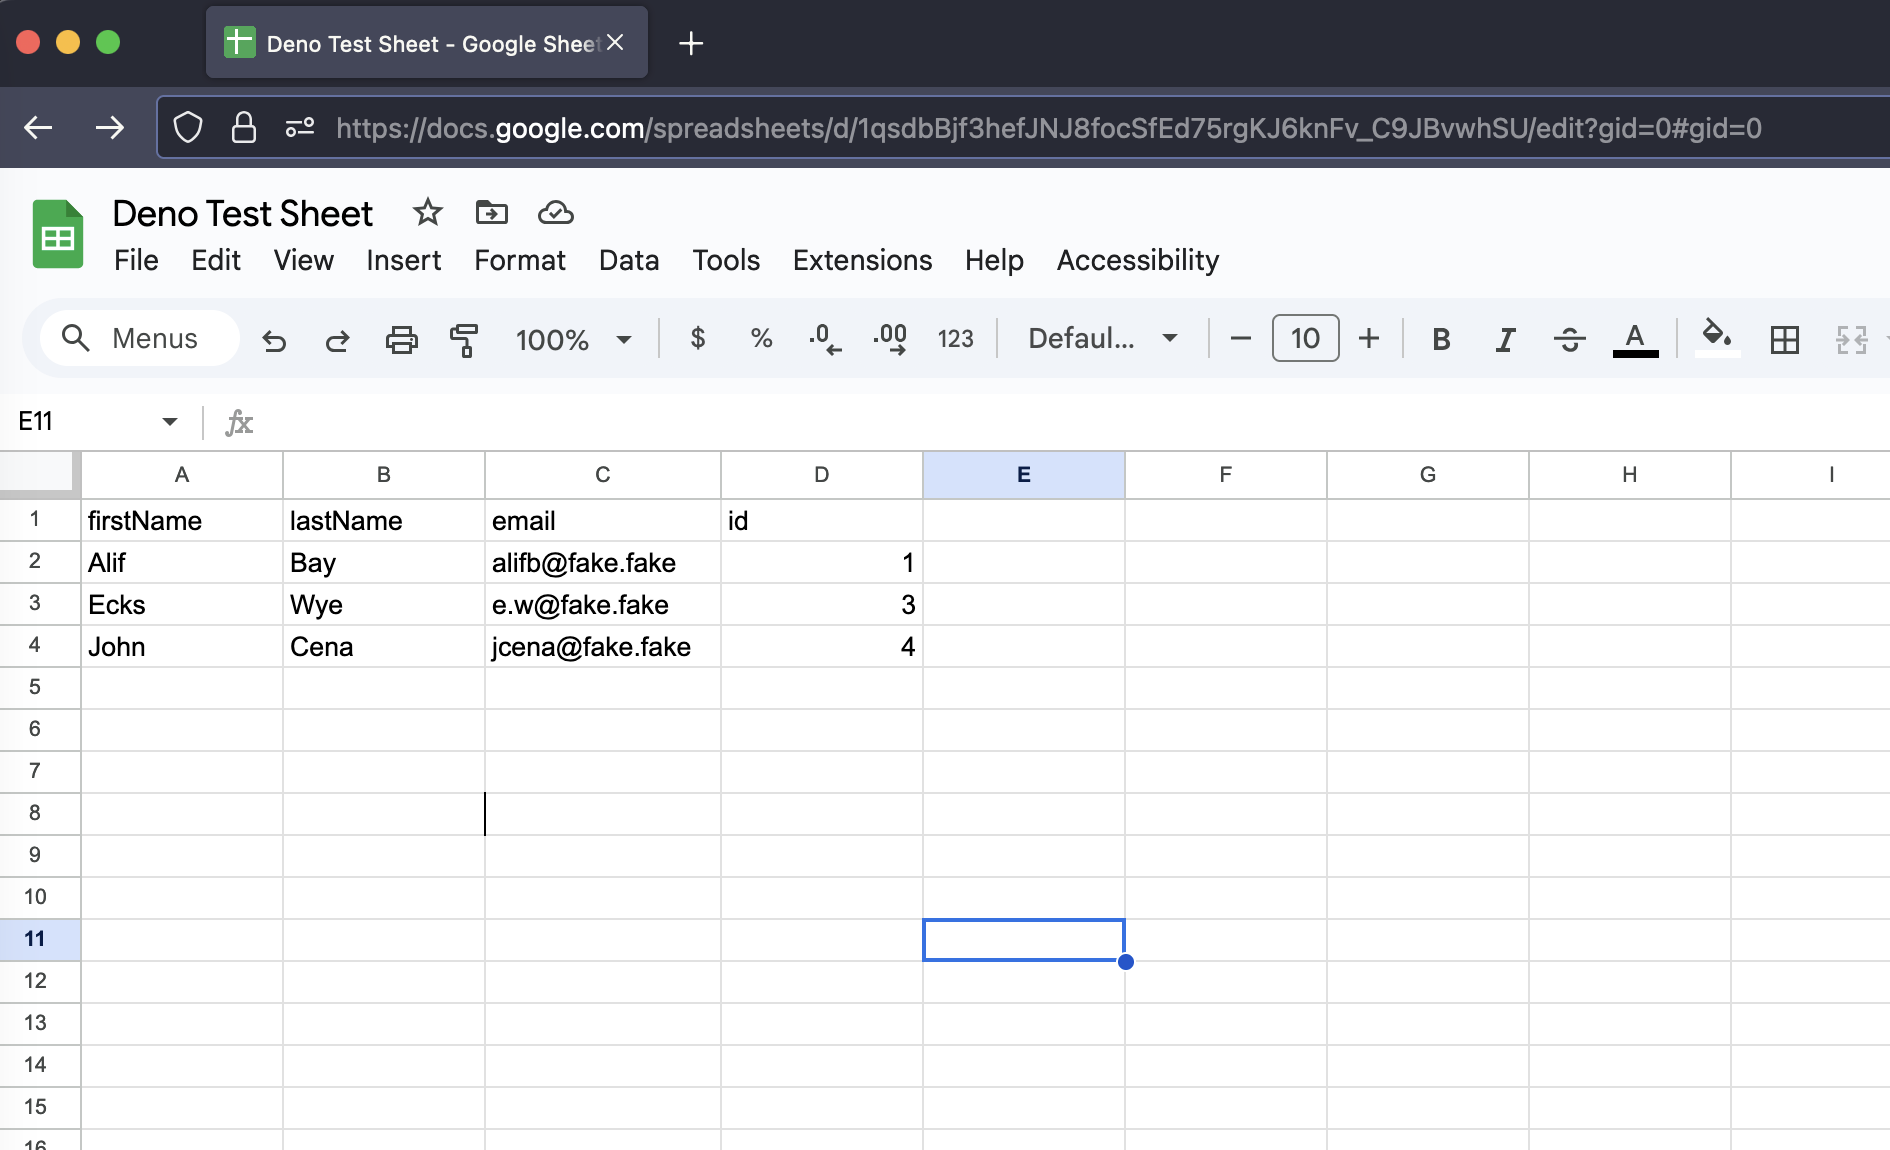 Deno Test Sheet - Google Sheet
https://docs.google.com/spreadsheets/d/1qsdbBjf3hefJNJ8focSfEd75rgKJ6knFv_C9JBvwhSU/edit?gid=0#gid=0
Deno Test Sheet
File Edit View Insert Format Data Tools Extensions Help Accessibility
Menus 100% $ % .0 .00 123 Defaul... 10 B I S A
E11 fx
A B C D E F G H I
1 firstName lastName email id
2 Alif Bay alifb@fake.fake 1
3 Ecks Wye e.w@fake.fake 3
4 John Cena jcena@fake.fake 4
5
6
7
8
9
10
11
12
13
14
15
16